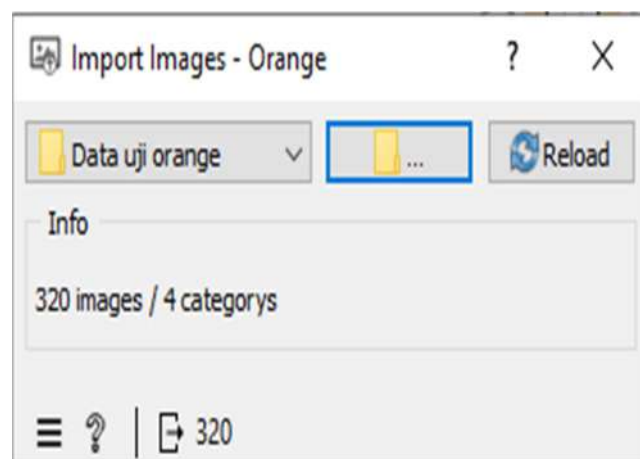 Import Images - Orange ? X
Data uji orange ... Reload
Info
320 images / 4 categorys
? 320